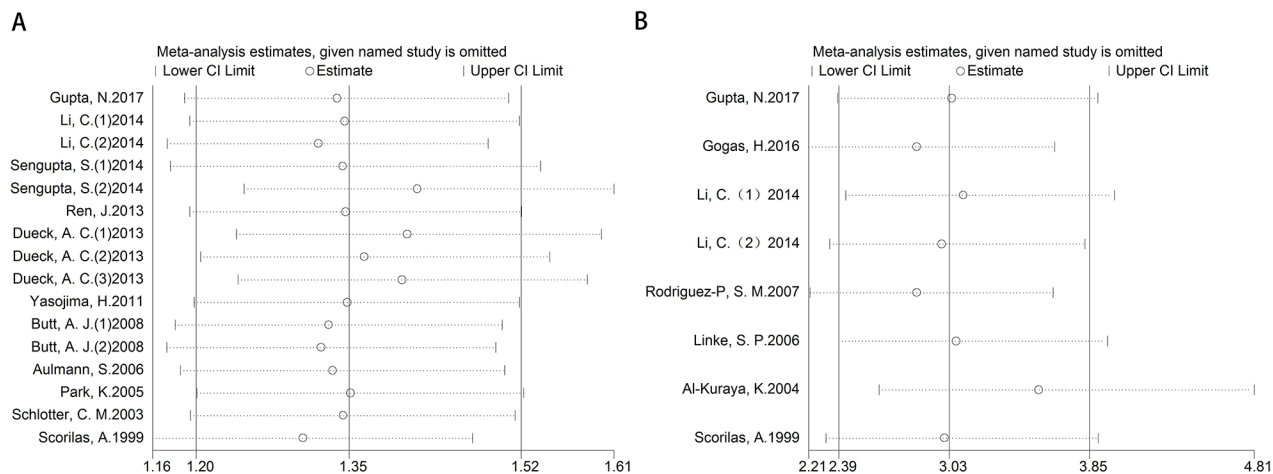 A
Meta-analysis estimates, given named study is omitted
Lower CI Limit Estimate Upper CI Limit
Gupta, N.2017
Li, C.(1)2014
Li, C.(2)2014
Sengupta, S.(1)2014
Sengupta, S.(2)2014
Ren, J.2013
Dueck, A. C.(1)2013
Dueck, A. C.(2)2013
Dueck, A. C.(3)2013
Yasojima, H.2011
Butt, A. J.(1)2008
Butt, A. J.(2)2008
Aulmann, S.2006
Park, K.2005
Schlotter, C. M.2003
Scorilas, A.1999
1.16 1.20 1.35 1.52 1.61
B
Meta-analysis estimates, given named study is omitted
Lower CI Limit Estimate Upper CI Limit
Gupta, N.2017
Gogas, H.2016
Li, C.（1）2014
Li, C.（2）2014
Rodriguez-P, S. M.2007
Linke, S. P.2006
Al-Kuraya, K.2004
Scorilas, A.1999
2.21 2.39 3.03 3.85 4.81